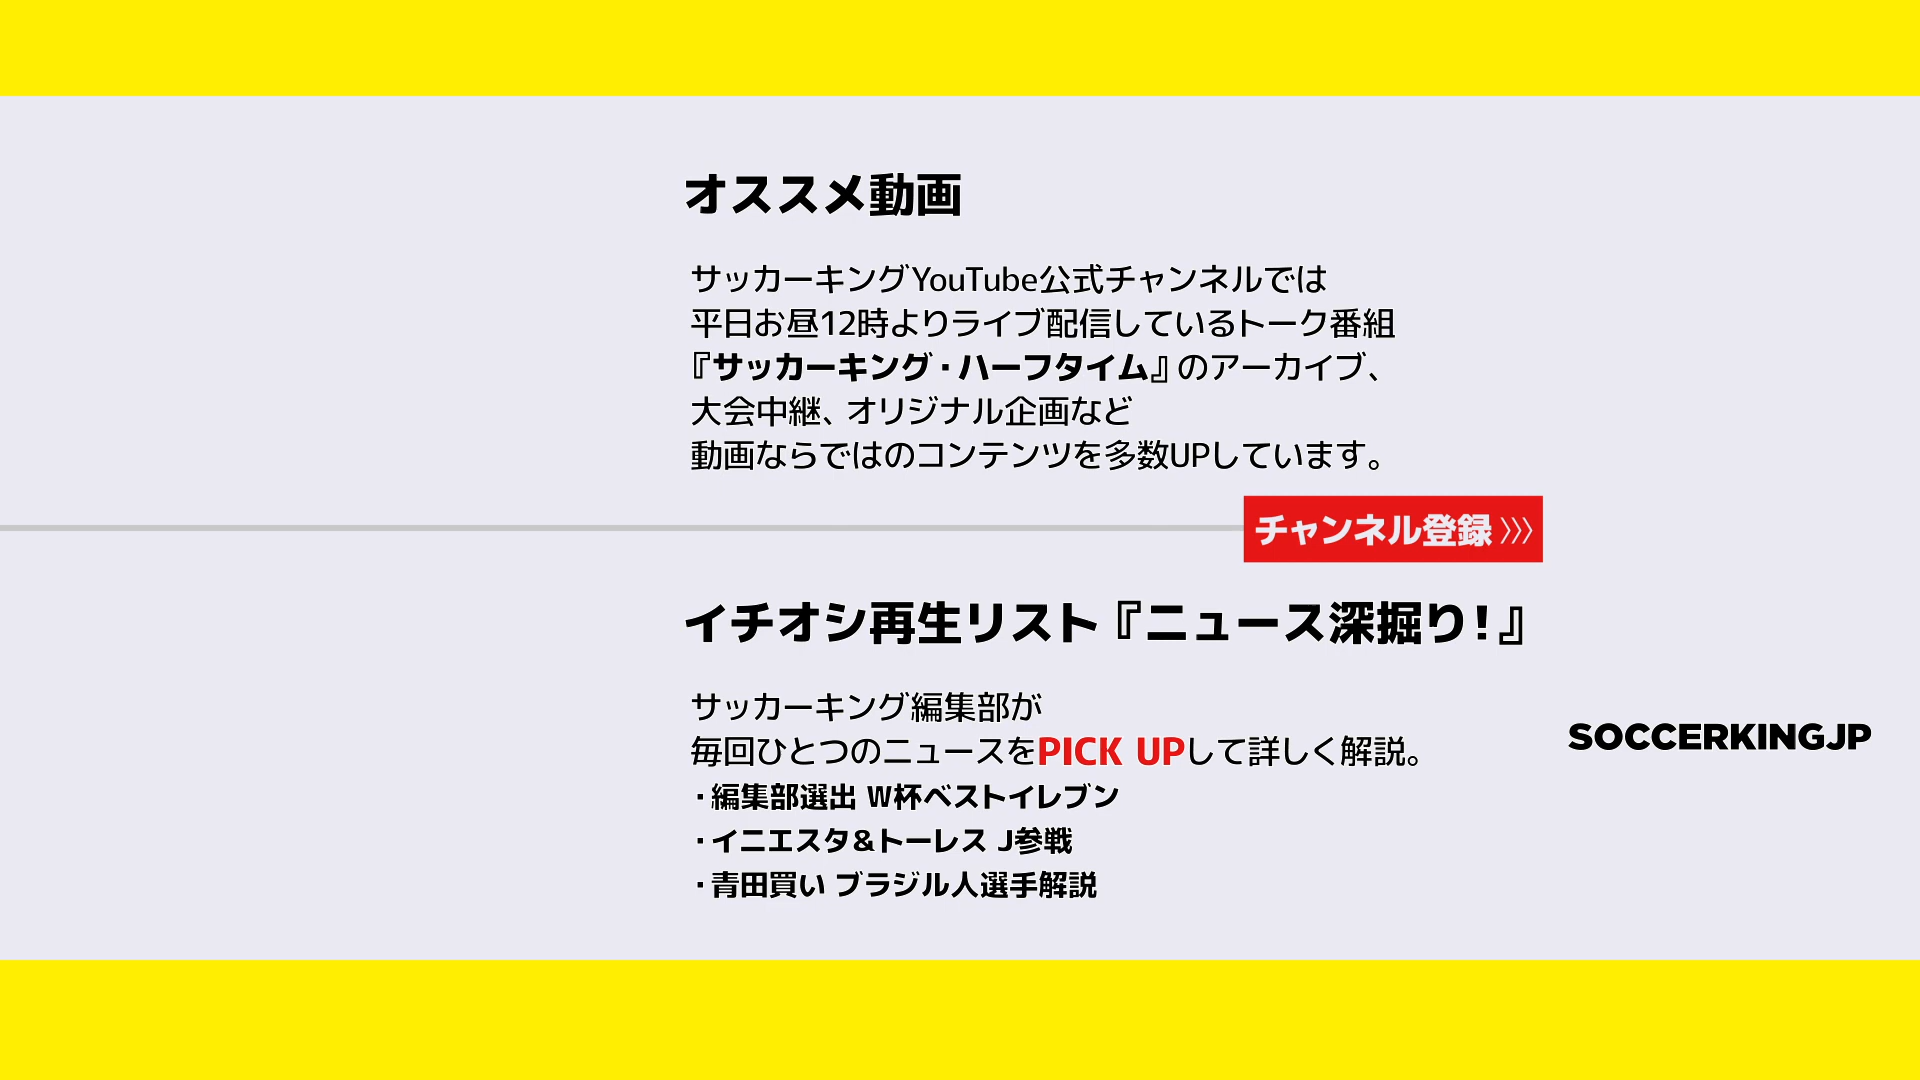 オススメ動画
サッカーキングYouTube公式チャンネルでは
平日お昼12時よりライブ配信しているトーク番組
『サッカーキング・ハーフタイム』のアーカイブ、
大会中継、オリジナル企画など
動画ならではのコンテンツを多数UPしています。
チャンネル登録 〉〉〉
イチオシ再生リスト『ニュース深掘り！』
サッカーキング編集部が
毎回ひとつのニュースをPICK UPして詳しく解説。
・編集部選出 W杯ベストイレブン
・イニエスタ&トーレス J参戦
・青田買い ブラジル人選手解説
SOCCERKINGJP